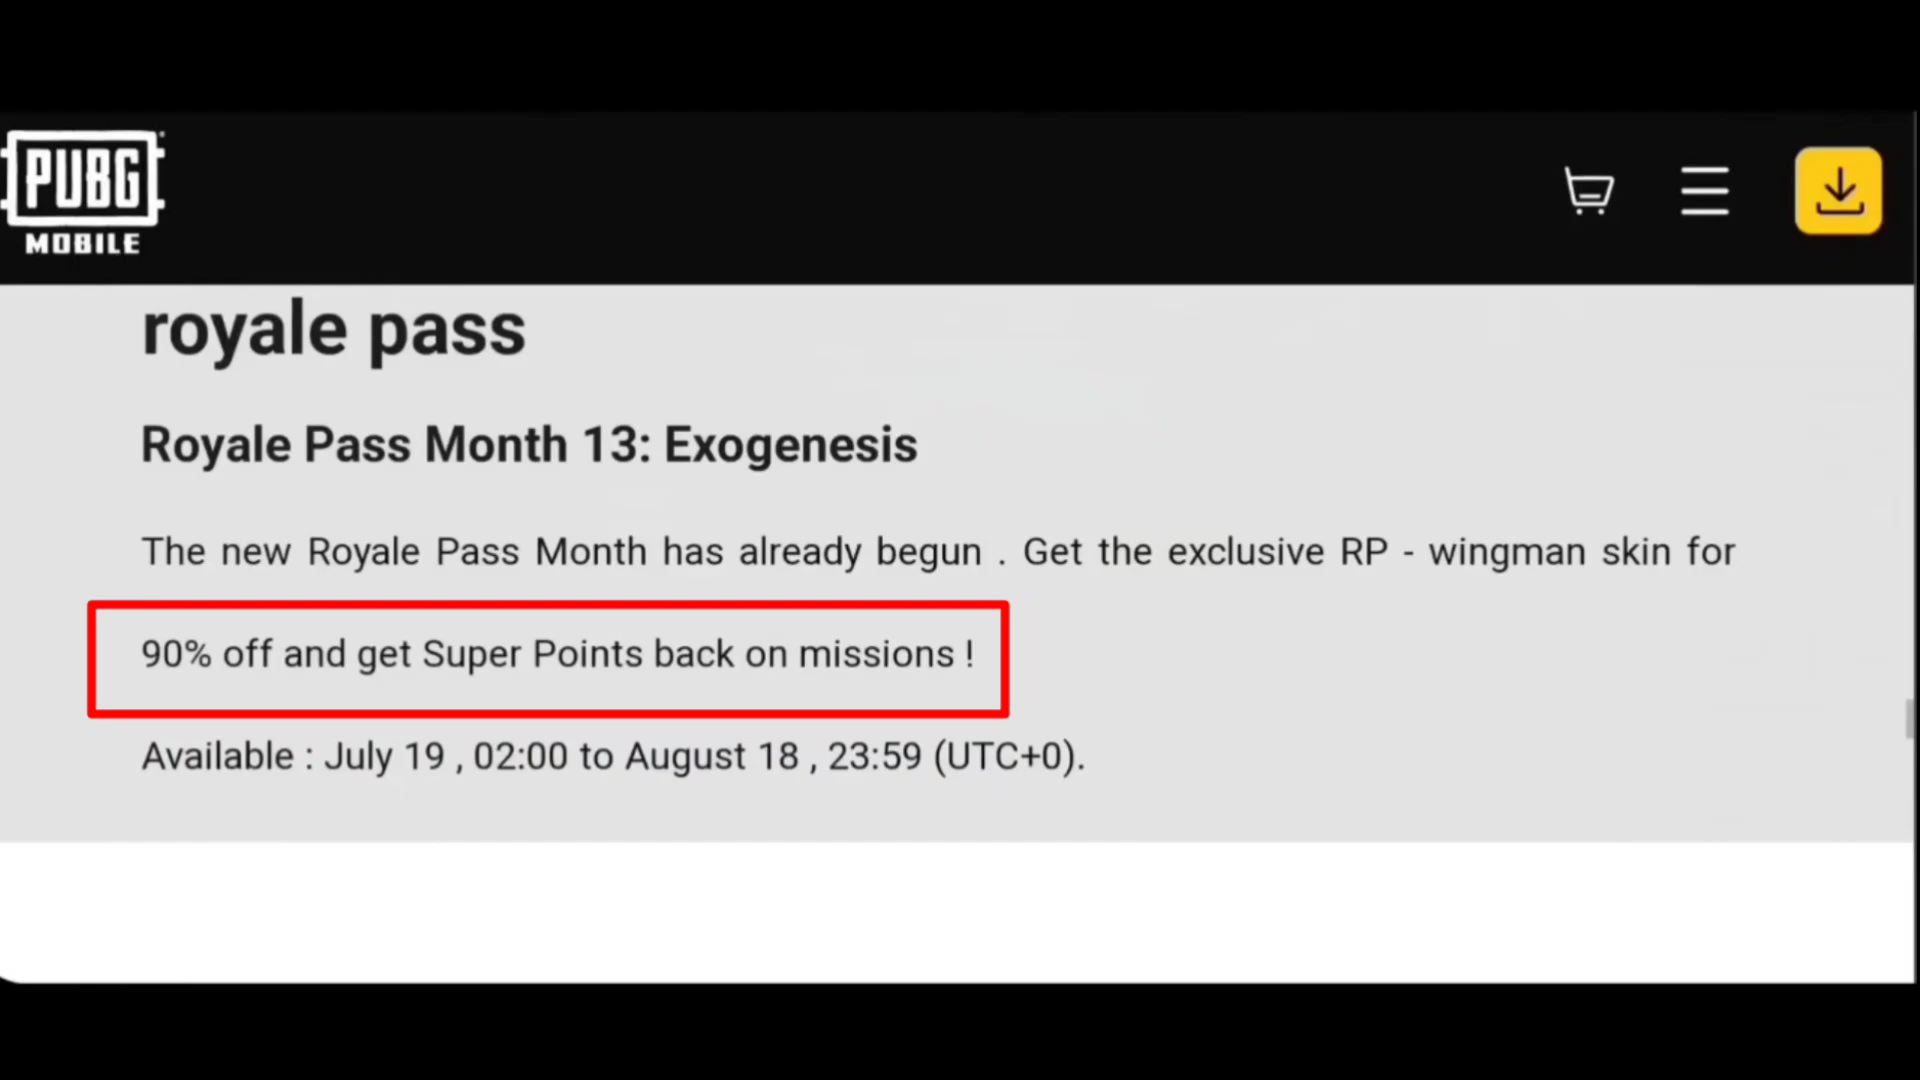 PUBG
MOBILE
royale pass
Royale Pass Month 13: Exogenesis
The new Royale Pass Month has already begun . Get the exclusive RP - wingman skin for
90% off and get Super Points back on missions !
Available : July 19 , 02:00 to August 18 , 23:59 (UTC+0).